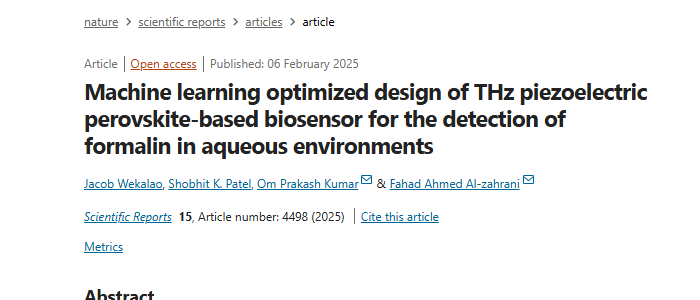 nature > scientific reports > articles > article
Article | Open access | Published: 06 February 2025
Machine learning optimized design of THz piezoelectric
perovskite-based biosensor for the detection of
formalin in aqueous environments
Jacob Wekalao, Shobhit K. Patel, Om Prakash Kumar & Fahad Ahmed Al-zahrani
Scientific Reports 15, Article number: 4498 (2025) | Cite this article
Metrics
Abstract